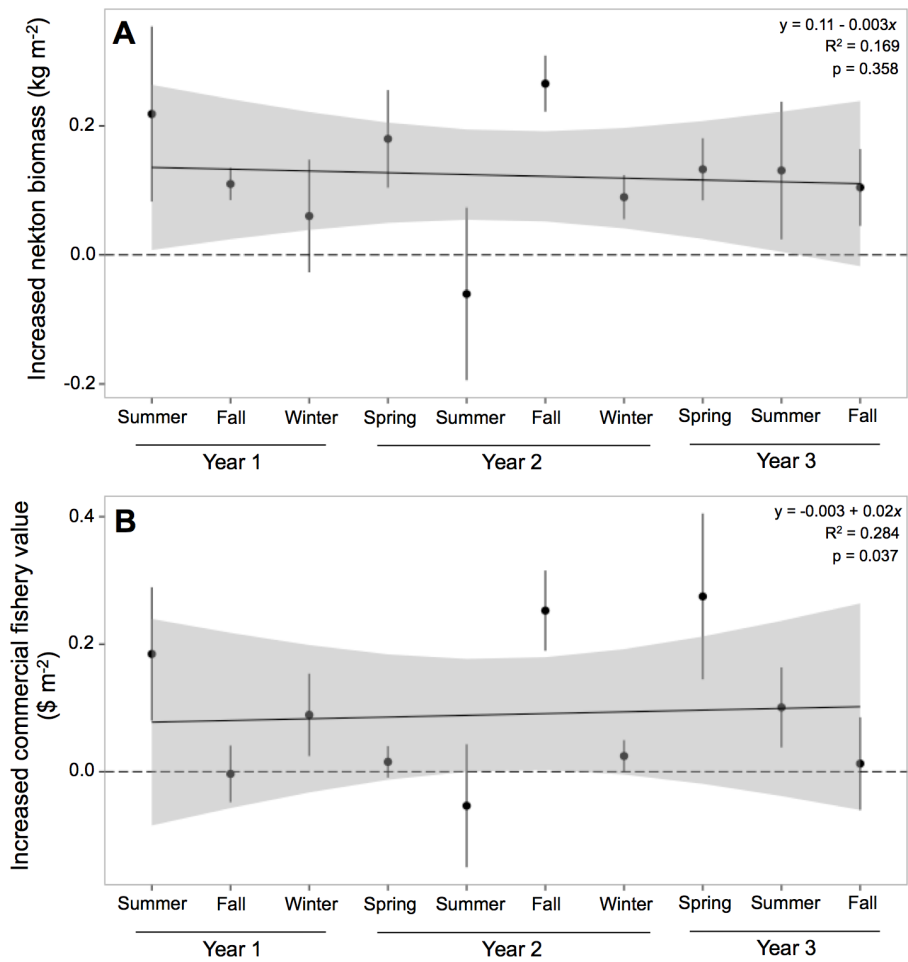 A
y = 0.11 - 0.003x
R² = 0.169
p = 0.358
Increased nekton biomass (kg m⁻²)
0.2
0.0
-0.2
Summer Fall Winter Spring Summer Fall Winter Spring Summer Fall
Year 1 Year 2 Year 3
B
y = -0.003 + 0.02x
R² = 0.284
p = 0.037
Increased commercial fishery value
($ m⁻²)
0.4
0.2
0.0
Summer Fall Winter Spring Summer Fall Winter Spring Summer Fall
Year 1 Year 2 Year 3